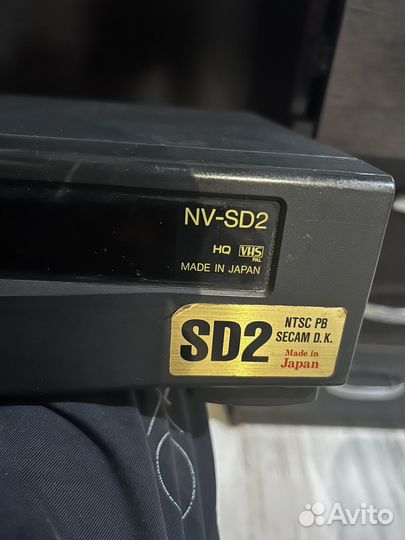 NV-SD2
HQ VHS
PAL
MADE IN JAPAN
SD2
NTSC PB
SECAM D.K.
Made in
Japan
Avito